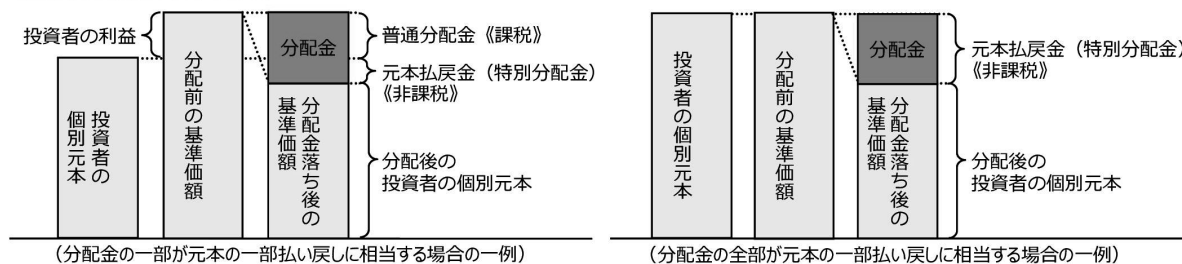 投資者の利益
投資者の
個別元本
分配前の基準価額
分配金
分配金落ち後の
基準価額
普通分配金《課税》
元本払戻金（特別分配金）
《非課税》
分配後の
投資者の個別元本
（分配金の一部が元本の一部払い戻しに相当する場合の一例）
投資者の個別元本
分配前の基準価額
分配金
分配金落ち後の
基準価額
元本払戻金（特別分配金）
《非課税》
分配後の
投資者の個別元本
（分配金の全部が元本の一部払い戻しに相当する場合の一例）